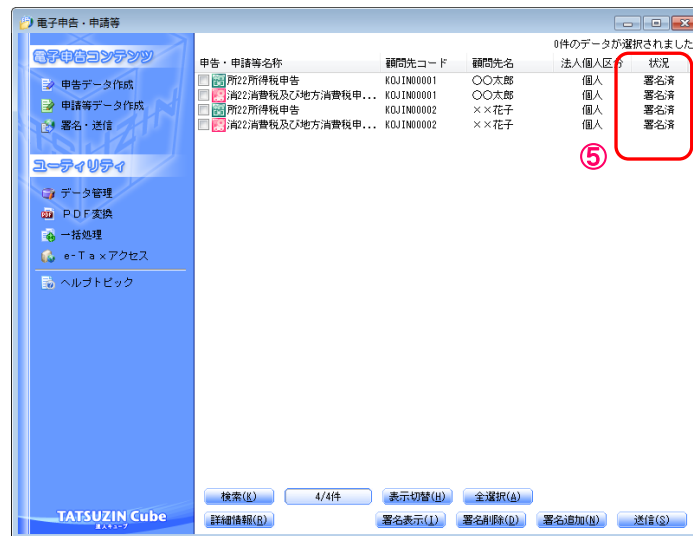 電子申告・申請等
0件のデータが選択されました
電子申告コンテンツ
申告データ作成
申請等データ作成
署名・送信
ユーティリティ
データ管理
PDF変換
一括処理
e-Taxアクセス
ヘルプトピック
申告・申請等名称 顧問先コード 顧問先名 法人個人区分 状況
所22所得税申告 KOJIN00001 〇〇太郎 個人 署名済
消22消費税及び地方消費税申... KOJIN00001 〇〇太郎 個人 署名済
所22所得税申告 KOJIN00002 ××花子 個人 署名済
消22消費税及び地方消費税申... KOJIN00002 ××花子 個人 署名済
⑤
検索(K) 4/4件 表示切替(H) 全選択(A)
詳細情報(R) 署名表示(I) 署名削除(D) 署名追加(N) 送信(S)
TATSUZIN Cube
達人キューブ